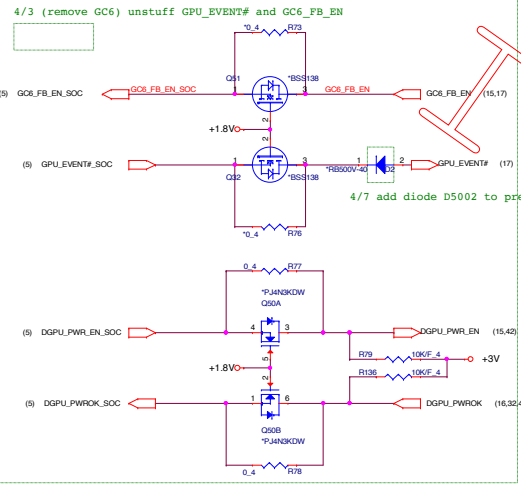 4/3 (remove GC6) unstuff GPU_EVENT# and GC6_FB_EN
*0_4 R73
Q51 *BSS138
(5) GC6_FB_EN_SOC GC6_FB_EN_SOC 1 3 GC6_FB_EN GC6_FB_EN (15,17)
2
+1.8V
2
(5) GPU_EVENT#_SOC 1 3 1 2 GPU_EVENT# (17)
Q32 *BSS138 *RB500V-40 D2
4/7 add diode D5002 to pre
*0_4 R76
0_4 R77
*PJ4N3KDW
Q50A
(5) DGPU_PWR_EN_SOC 4 3 DGPU_PWR_EN (15,42)
5
R79 10K/F_4 +3V
+1.8V
R136 10K/F_4
2
(5) DGPU_PWROK_SOC 1 6 DGPU_PWROK (16,32,4
Q50B
*PJ4N3KDW
0_4 R78